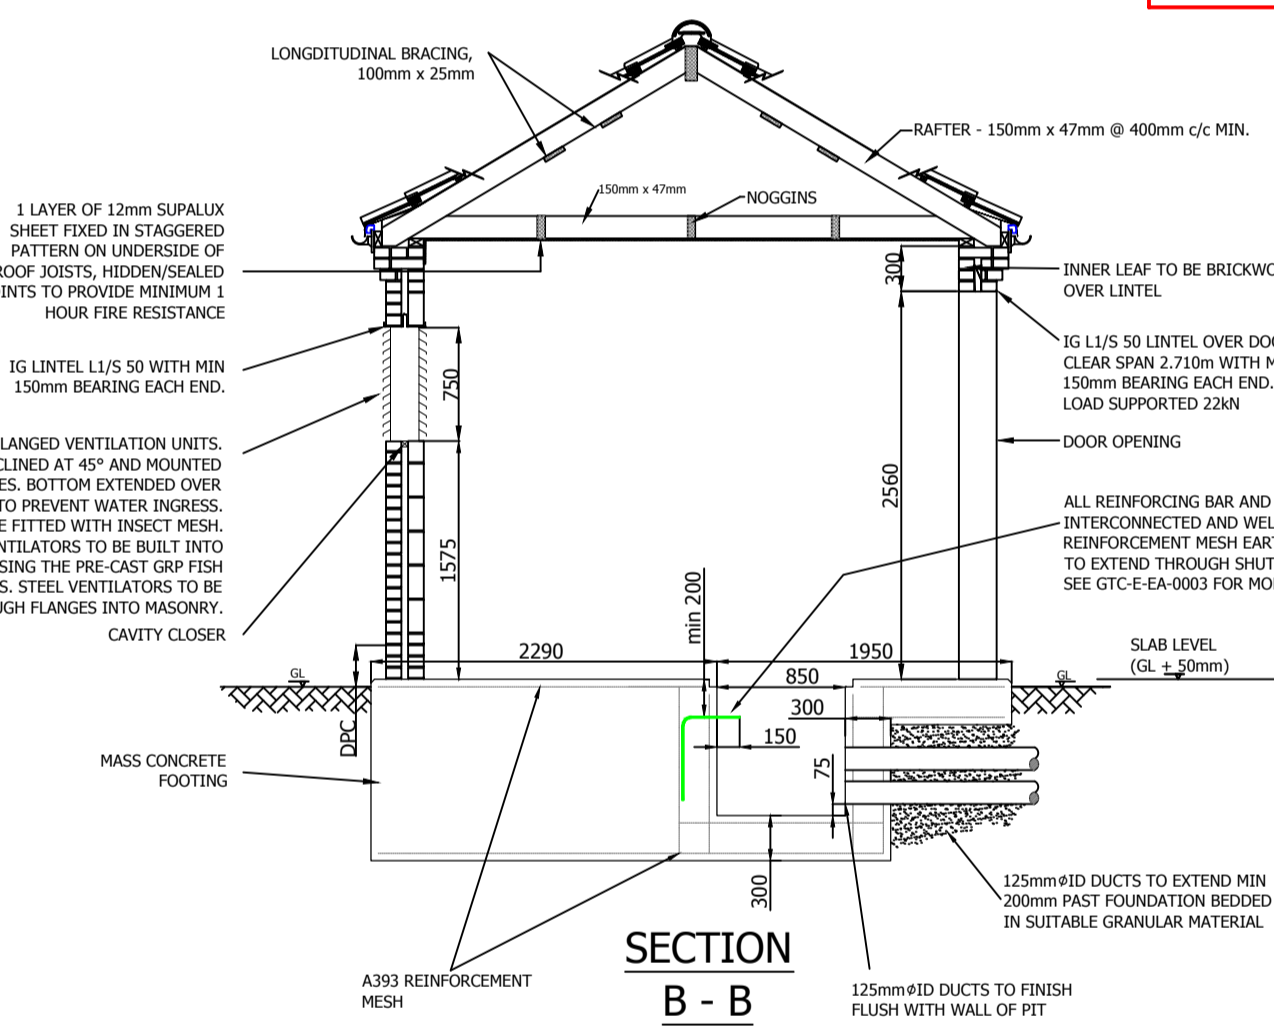 LONGDITUDINAL BRACING,
100mm x 25mm
RAFTER - 150mm x 47mm @ 400mm c/c MIN.
150mm x 47mm
NOGGINS
1 LAYER OF 12mm SUPALUX
SHEET FIXED IN STAGGERED
PATTERN ON UNDERSIDE OF
ROOF JOISTS, HIDDEN/SEALED
INTS TO PROVIDE MINIMUM 1
HOUR FIRE RESISTANCE
300
INNER LEAF TO BE BRICKWO
OVER LINTEL
IG LINTEL L1/S 50 WITH MIN
150mm BEARING EACH END.
IG L1/S 50 LINTEL OVER DOO
CLEAR SPAN 2.710m WITH M
150mm BEARING EACH END.
LOAD SUPPORTED 22kN
750
DOOR OPENING
LANGED VENTILATION UNITS.
CLINED AT 45° AND MOUNTED
ES. BOTTOM EXTENDED OVER
TO PREVENT WATER INGRESS.
E FITTED WITH INSECT MESH.
NTILATORS TO BE BUILT INTO
SING THE PRE-CAST GRP FISH
S. STEEL VENTILATORS TO BE
UGH FLANGES INTO MASONRY.
2560
ALL REINFORCING BAR AND
INTERCONNECTED AND WEL
REINFORCEMENT MESH EART
TO EXTEND THROUGH SHUT
SEE GTC-E-EA-0003 FOR MO
1575
min 200
CAVITY CLOSER
2290
1950
SLAB LEVEL
(GL + 50mm)
GL
850
GL
300
DPC
150
MASS CONCRETE
FOOTING
75
300
125mmϕID DUCTS TO EXTEND MIN
200mm PAST FOUNDATION BEDDED
IN SUITABLE GRANULAR MATERIAL
SECTION
B - B
A393 REINFORCEMENT
MESH
125mmϕID DUCTS TO FINISH
FLUSH WITH WALL OF PIT